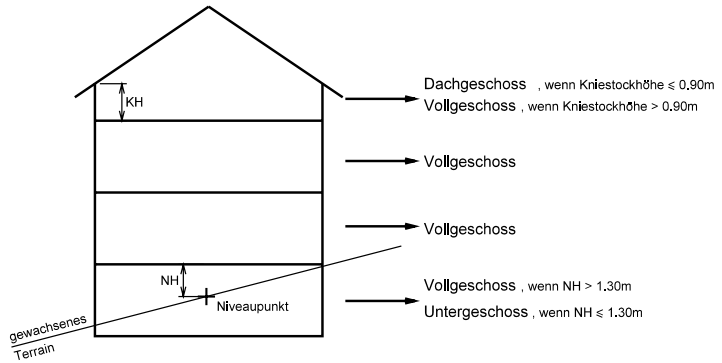 Dachgeschoss , wenn Kniestockhöhe ≤ 0.90m
KH
Vollgeschoss , wenn Kniestockhöhe > 0.90m
Vollgeschoss
Vollgeschoss
NH
Vollgeschoss , wenn NH > 1.30m
Niveaupunkt
Untergeschoss , wenn NH ≤ 1.30m
gewachsenes
Terrain